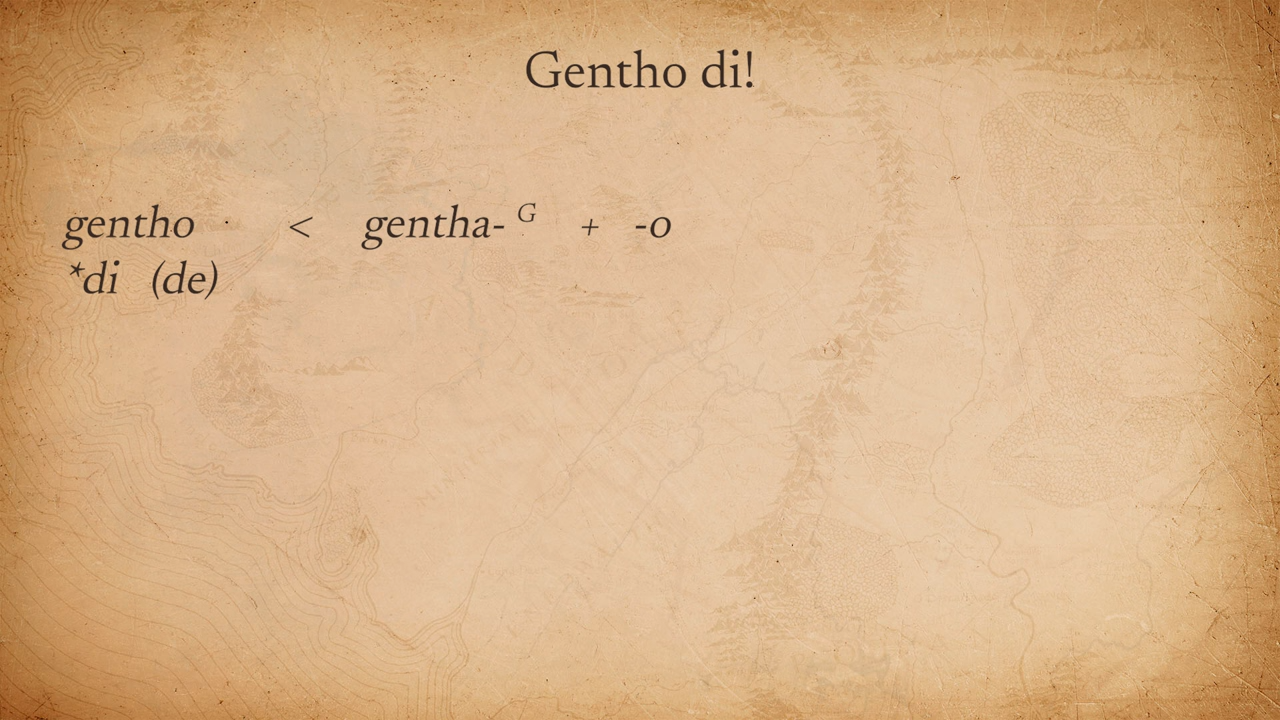 Gentho di!
gentho < gentha- ᴳ + -o
*di (de)